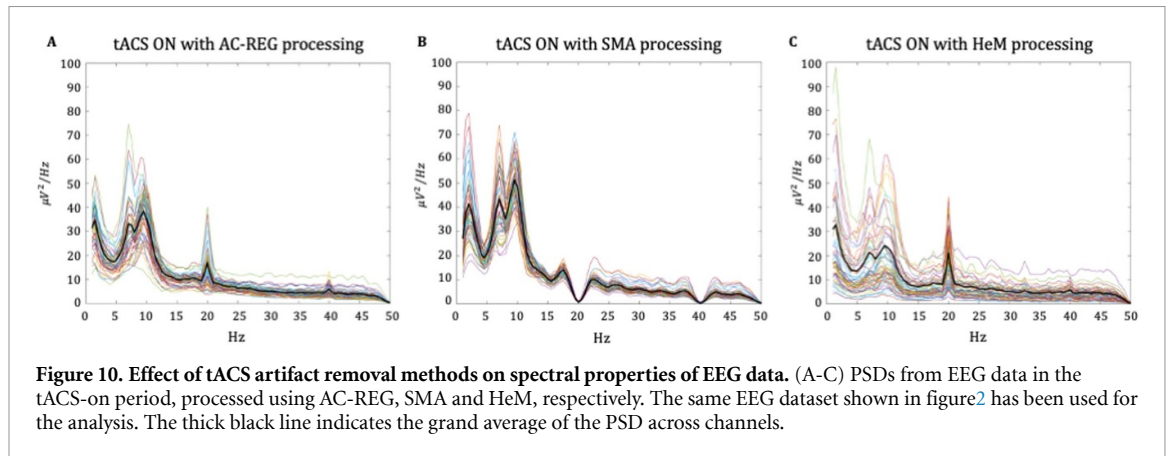 A tACS ON with AC-REG processing
100
90
80
70
60
50
40
30
20
10
0
μV²/Hz
0 5 10 15 20 25 30 35 40 45 50
Hz
B tACS ON with SMA processing
100
90
80
70
60
50
40
30
20
10
0
μV²/Hz
0 5 10 15 20 25 30 35 40 45 50
Hz
C tACS ON with HeM processing
100
90
80
70
60
50
40
30
20
10
0
μV²/Hz
0 5 10 15 20 25 30 35 40 45 50
Hz
Figure 10. Effect of tACS artifact removal methods on spectral properties of EEG data. (A-C) PSDs from EEG data in the
tACS-on period, processed using AC-REG, SMA and HeM, respectively. The same EEG dataset shown in figure2 has been used for
the analysis. The thick black line indicates the grand average of the PSD across channels.